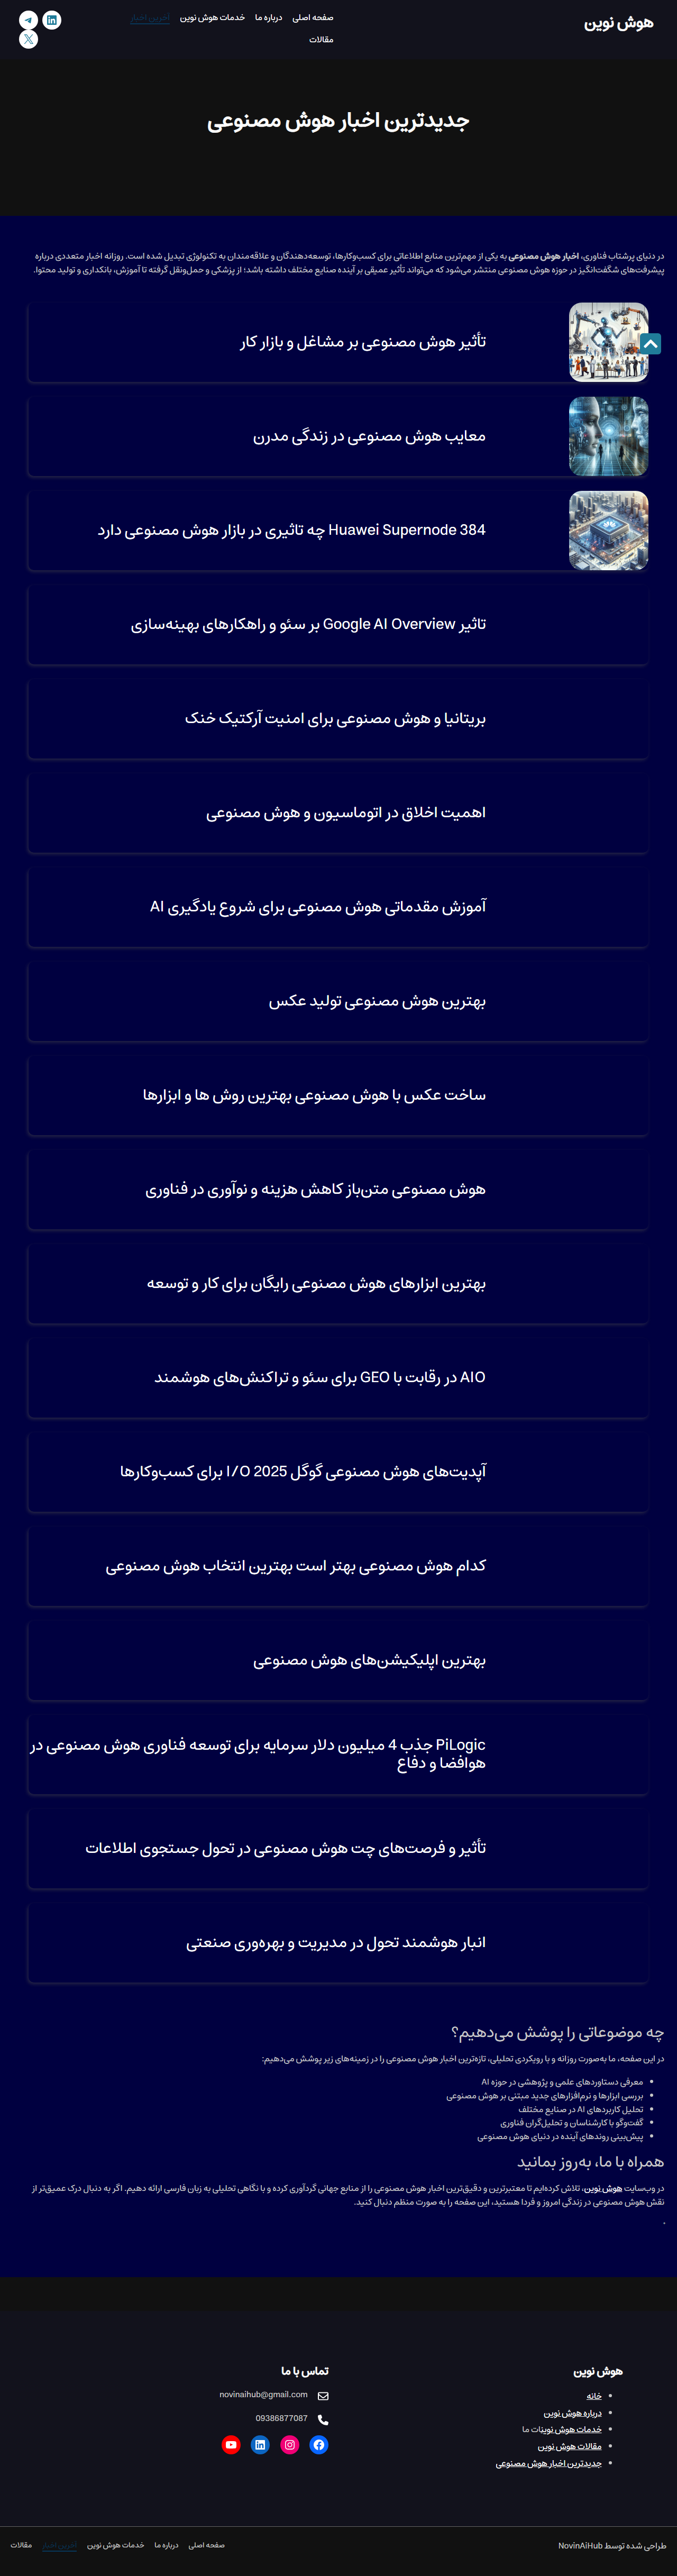 هوش نوین
صفحه اصلی
درباره ما
خدمات هوش نوین
آخرین اخبار
مقالات
جدیدترین اخبار هوش مصنوعی
در دنیای پرشتاب فناوری، اخبار هوش مصنوعی به یکی از مهم‌ترین منابع اطلاعاتی برای کسب‌وکارها، توسعه‌دهندگان و علاقه‌مندان به تکنولوژی تبدیل شده است. روزانه اخبار متعددی درباره
پیشرفت‌های شگفت‌انگیز در حوزه هوش مصنوعی منتشر می‌شود که می‌تواند تأثیر عمیقی بر آینده صنایع مختلف داشته باشد؛ از پزشکی و حمل‌ونقل گرفته تا آموزش، بانکداری و تولید محتوا.
تأثیر هوش مصنوعی بر مشاغل و بازار کار
معایب هوش مصنوعی در زندگی مدرن
Huawei Supernode 384 چه تاثیری در بازار هوش مصنوعی دارد
تاثیر Google AI Overview بر سئو و راهکارهای بهینه‌سازی
بریتانیا و هوش مصنوعی برای امنیت آرکتیک خنک
اهمیت اخلاق در اتوماسیون و هوش مصنوعی
آموزش مقدماتی هوش مصنوعی برای شروع یادگیری AI
بهترین هوش مصنوعی تولید عکس
ساخت عکس با هوش مصنوعی بهترین روش ها و ابزارها
هوش مصنوعی متن‌باز کاهش هزینه و نوآوری در فناوری
بهترین ابزارهای هوش مصنوعی رایگان برای کار و توسعه
AIO در رقابت با GEO برای سئو و تراکنش‌های هوشمند
آپدیت‌های هوش مصنوعی گوگل I/O 2025 برای کسب‌وکارها
کدام هوش مصنوعی بهتر است بهترین انتخاب هوش مصنوعی
بهترین اپلیکیشن‌های هوش مصنوعی
PiLogic جذب 4 میلیون دلار سرمایه برای توسعه فناوری هوش مصنوعی در
هوافضا و دفاع
تأثیر و فرصت‌های چت هوش مصنوعی در تحول جستجوی اطلاعات
انبار هوشمند تحول در مدیریت و بهره‌وری صنعتی
چه موضوعاتی را پوشش می‌دهیم؟
در این صفحه، ما به‌صورت روزانه و با رویکردی تحلیلی، تازه‌ترین اخبار هوش مصنوعی را در زمینه‌های زیر پوشش می‌دهیم:
معرفی دستاوردهای علمی و پژوهشی در حوزه AI
بررسی ابزارها و نرم‌افزارهای جدید مبتنی بر هوش مصنوعی
تحلیل کاربردهای AI در صنایع مختلف
گفت‌وگو با کارشناسان و تحلیل‌گران فناوری
پیش‌بینی روندهای آینده در دنیای هوش مصنوعی
همراه با ما، به‌روز بمانید
در وب‌سایت هوش نوین، تلاش کرده‌ایم تا معتبرترین و دقیق‌ترین اخبار هوش مصنوعی را از منابع جهانی گردآوری کرده و با نگاهی تحلیلی به زبان فارسی ارائه دهیم. اگر به دنبال درک عمیق‌تر از
نقش هوش مصنوعی در زندگی امروز و فردا هستید، این صفحه را به صورت منظم دنبال کنید.
هوش نوین
خانه
درباره هوش نوین
خدمات هوش نوینات ما
مقالات هوش نوین
جدیدترین اخبار هوش مصنوعی
تماس با ما
novinaihub@gmail.com
09386877087
طراحی شده توسط NovinAiHub
صفحه اصلی
درباره ما
خدمات هوش نوین
آخرین اخبار
مقالات